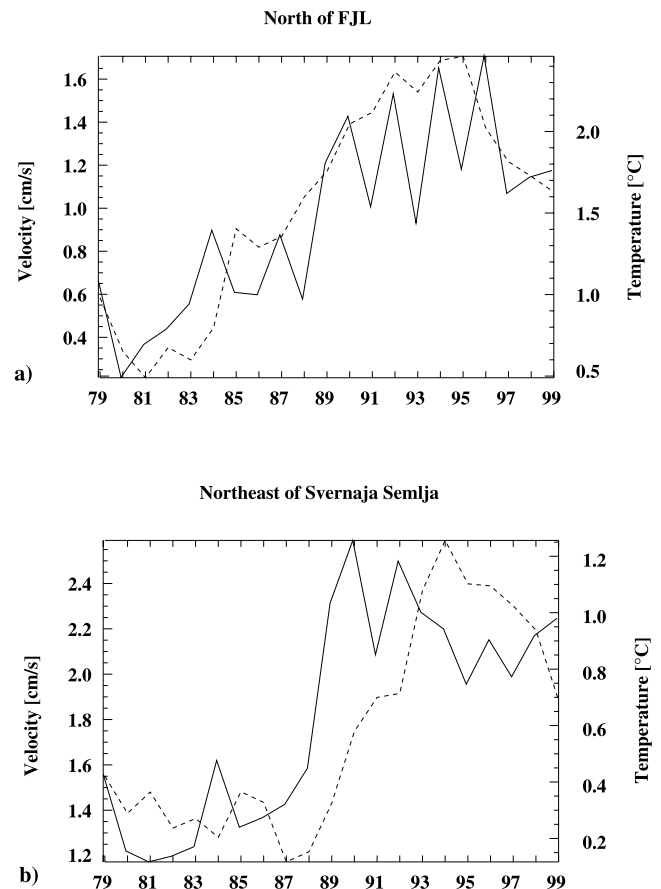 North of FJL
Velocity [cm/s]
1.6
1.4
1.2
1.0
0.8
0.6
0.4
2.0
1.5
1.0
0.5
Temperature [°C]
a)
79 81 83 85 87 89 91 93 95 97 99
Northeast of Svernaja Semlja
Velocity [cm/s]
2.4
2.2
2.0
1.8
1.6
1.4
1.2
1.2
1.0
0.8
0.6
0.4
0.2
Temperature [°C]
b)
79 81 83 85 87 89 91 93 95 97 99